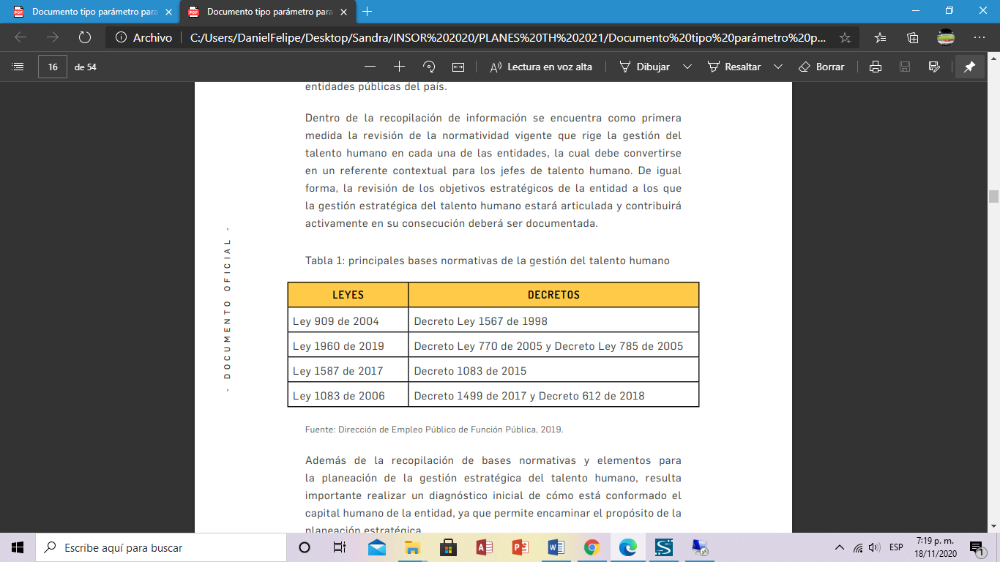 Documento tipo parámetro para
Documento tipo parámetro para
Archivo
C:/Users/DanielFelipe/Desktop/Sandra/INSOR%202020/PLANES%20TH%202021/Documento%20tipo%20parámetro%20p...
16 de 54
Lectura en voz alta
Dibujar
Resaltar
Borrar
entidades públicas del país.
Dentro de la recopilación de información se encuentra como primera
medida la revisión de la normatividad vigente que rige la gestión del
talento humano en cada una de las entidades, la cual debe convertirse
en un referente contextual para los jefes de talento humano. De igual
forma, la revisión de los objetivos estratégicos de la entidad a los que
la gestión estratégica del talento humano estará articulada y contribuirá
activamente en su consecución deberá ser documentada.
- DOCUMENTO OFICIAL -
Tabla 1: principales bases normativas de la gestión del talento humano
LEYES DECRETOS
Ley 909 de 2004 Decreto Ley 1567 de 1998
Ley 1960 de 2019 Decreto Ley 770 de 2005 y Decreto Ley 785 de 2005
Ley 1587 de 2017 Decreto 1083 de 2015
Ley 1083 de 2006 Decreto 1499 de 2017 y Decreto 612 de 2018
Fuente: Dirección de Empleo Público de Función Pública, 2019.
Además de la recopilación de bases normativas y elementos para
la planeación de la gestión estratégica del talento humano, resulta
importante realizar un diagnóstico inicial de cómo está conformado el
capital humano de la entidad, ya que permite encaminar el propósito de la
planeación estratégica
Escribe aquí para buscar
ESP
7:19 p. m.
18/11/2020
1